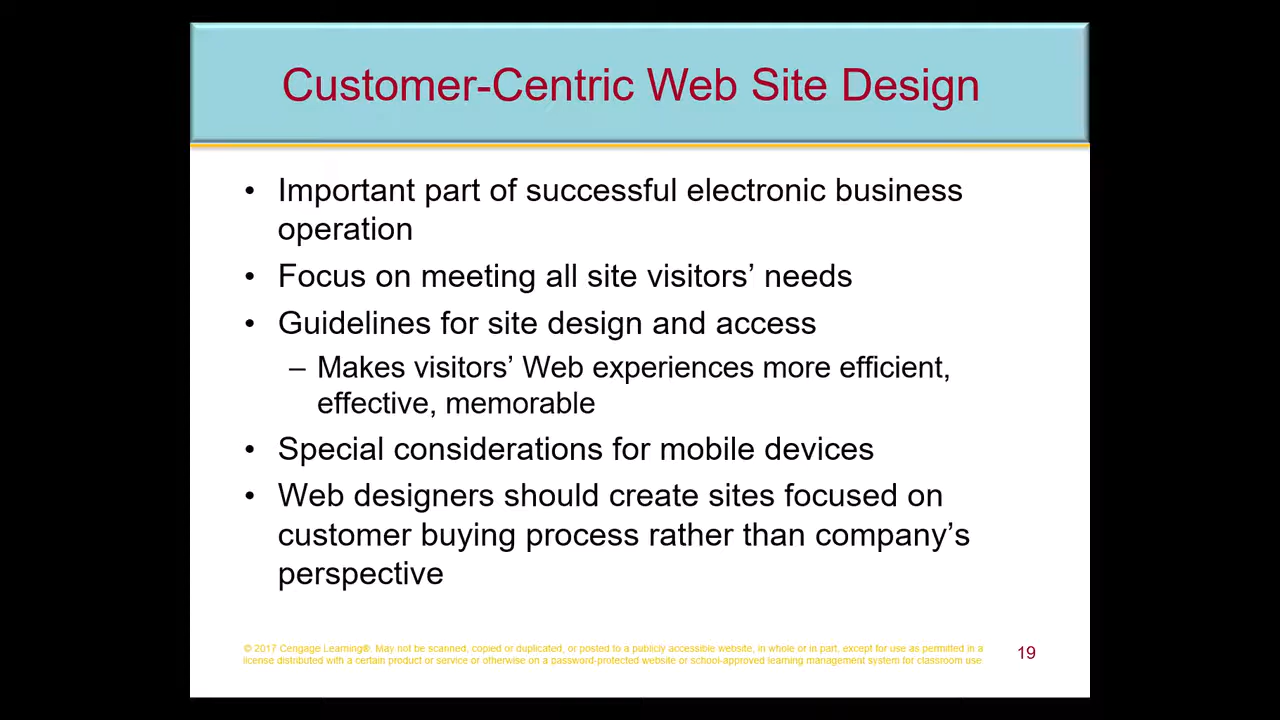 Customer-Centric Web Site Design
• Important part of successful electronic business
operation
• Focus on meeting all site visitors’ needs
• Guidelines for site design and access
– Makes visitors’ Web experiences more efficient,
effective, memorable
• Special considerations for mobile devices
• Web designers should create sites focused on
customer buying process rather than company’s
perspective
© 2017 Cengage Learning®. May not be scanned, copied or duplicated, or posted to a publicly accessible website, in whole or in part, except for use as permitted in a
license distributed with a certain product or service or otherwise on a password-protected website or school-approved learning management system for classroom use
19